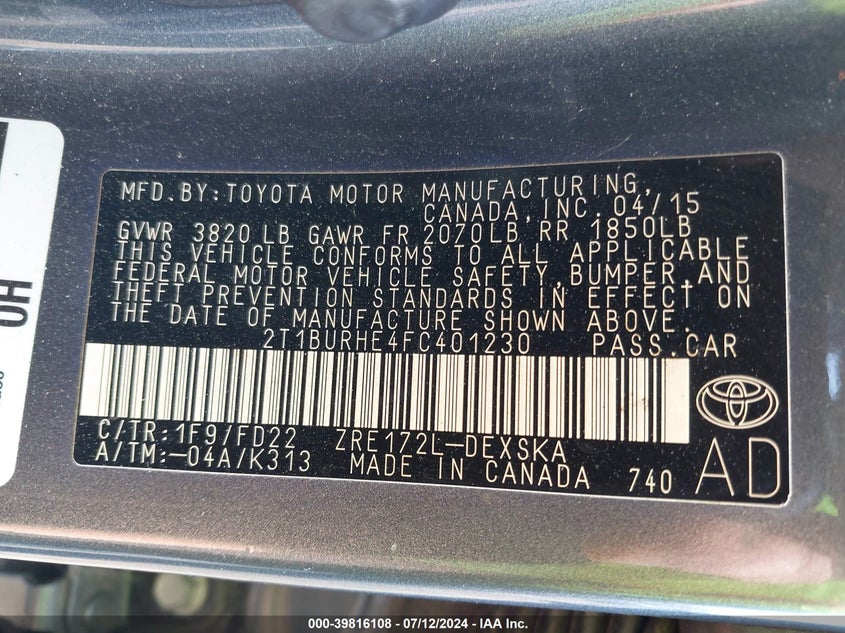 MFD.BY:TOYOTA MOTOR MANUFACTURING,
CANADA,INC. 04/15
GVWR 3820 LB GAWR FR 2070LB RR 1850LB
THIS VEHICLE CONFORMS TO ALL APPLICABLE
FEDERAL MOTOR VEHICLE SAFETY,BUMPER,AND
THEFT PREVENTION STANDARDS IN EFFECT ON
THE DATE OF MANUFACTURE SHOWN ABOVE.
2T1BURHE4FC401230 PASS.CAR
C/TR:1F9/FD22 ZRE172L-DEXSKA
A/TM:-04A/K313 MADE IN CANADA 740
AD
OH
000-39816108 - 07/12/2024 - IAA Inc.